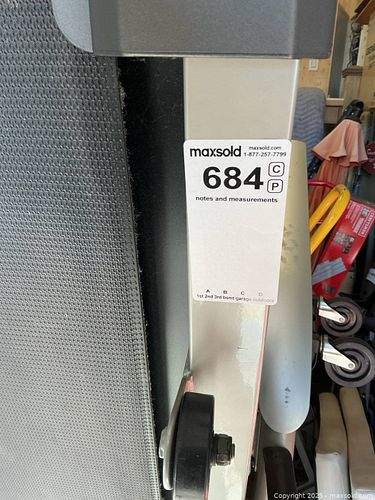 maxsold maxsold.com
1-877-257-7799
684 C
P
notes and measurements
A B C D
1st 2nd 3rd bsmt garage outdoors
Copyright 2025 - maxsold.com